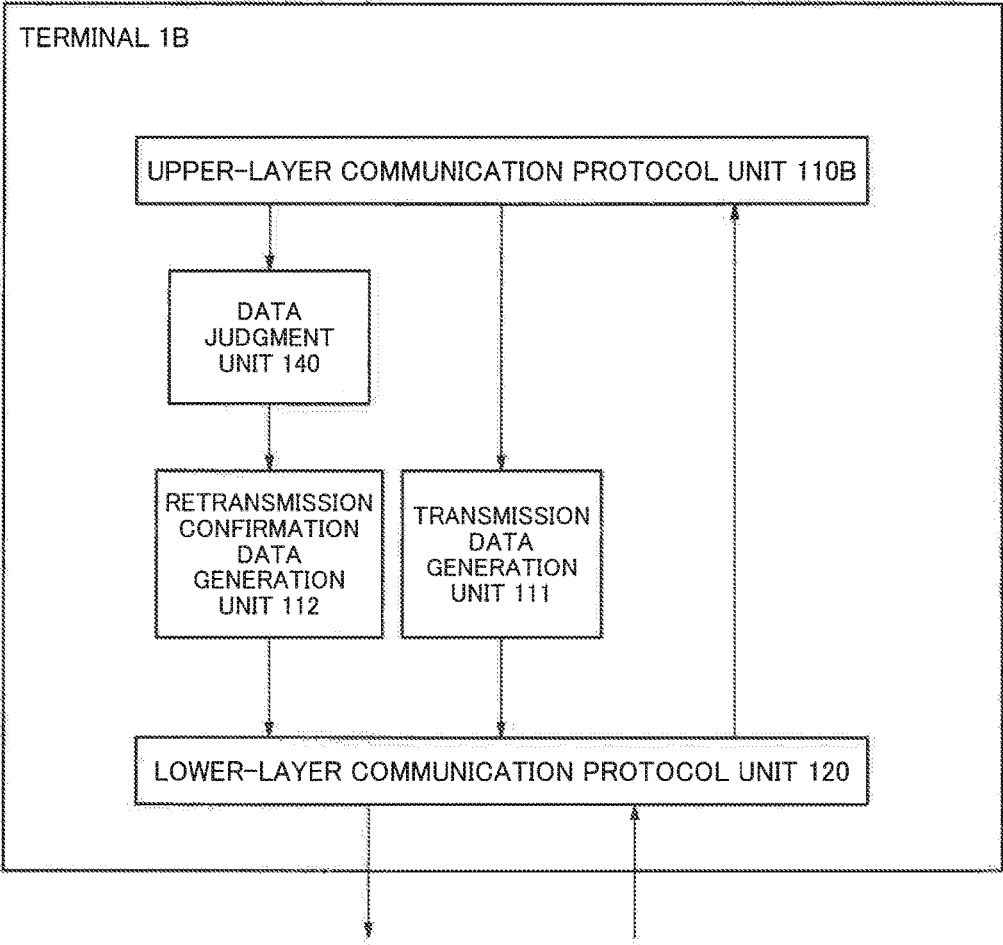 TERMINAL 1B
UPPER-LAYER COMMUNICATION PROTOCOL UNIT 110B
DATA
JUDGMENT
UNIT 140
RETRANSMISSION
CONFIRMATION
DATA
GENERATION
UNIT 112
TRANSMISSION
DATA
GENERATION
UNIT 111
LOWER-LAYER COMMUNICATION PROTOCOL UNIT 120